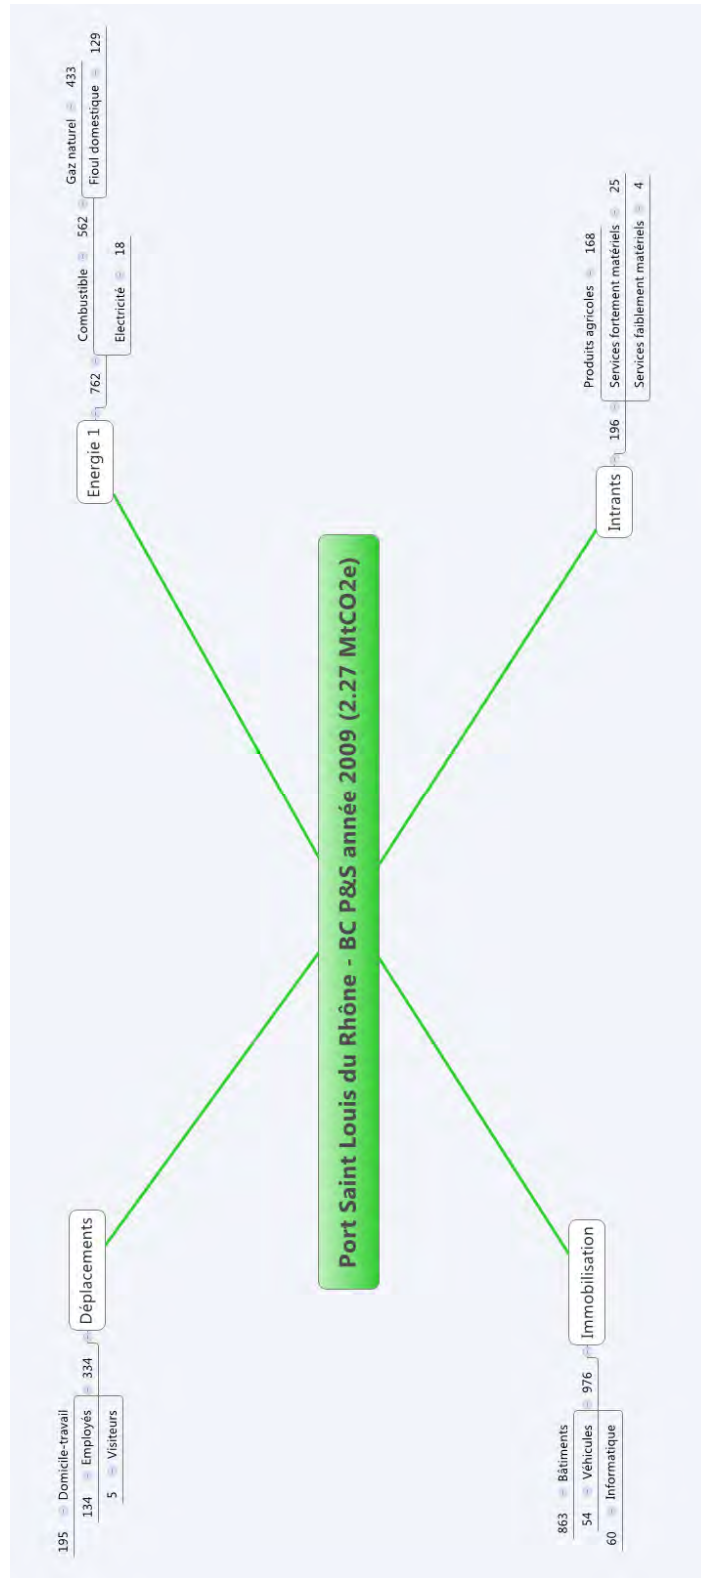 Port Saint Louis du Rhône - BC P&S année 2009 (2.27 MtCO2e)
Energie 1
762
Combustible 562
Gaz naturel 433
Fioul domestique 129
Electricité 18
Intrants
196
Produits agricoles 168
Services fortement matériels 25
Services faiblement matériels 4
Déplacements
334
195 Domicile-travail
134 Employés
5 Visiteurs
Immobilisation
976
863 Bâtiments
54 Véhicules
60 Informatique